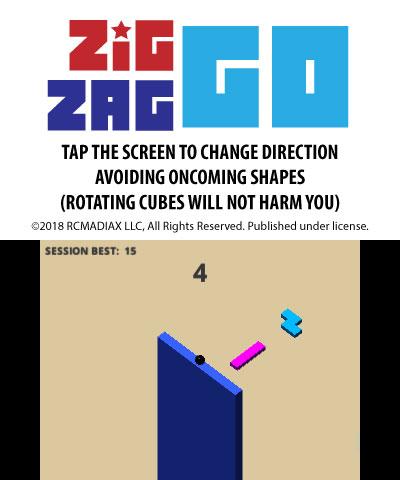 ZiG
ZAG GO
TAP THE SCREEN TO CHANGE DIRECTION
AVOIDING ONCOMING SHAPES
(ROTATING CUBES WILL NOT HARM YOU)
©2018 RCMADIAX LLC, All Rights Reserved. Published under license.
SESSION BEST: 15
4